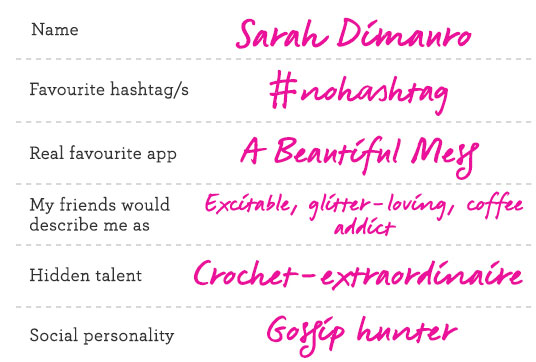 Name Sarah Dimauro
Favourite hashtag/s #nohashtag
Real favourite app A Beautiful Mess
My friends would Excitable, glitter-loving, coffee
describe me as addict
Hidden talent Crochet-extraordinaire
Social personality Gossip hunter